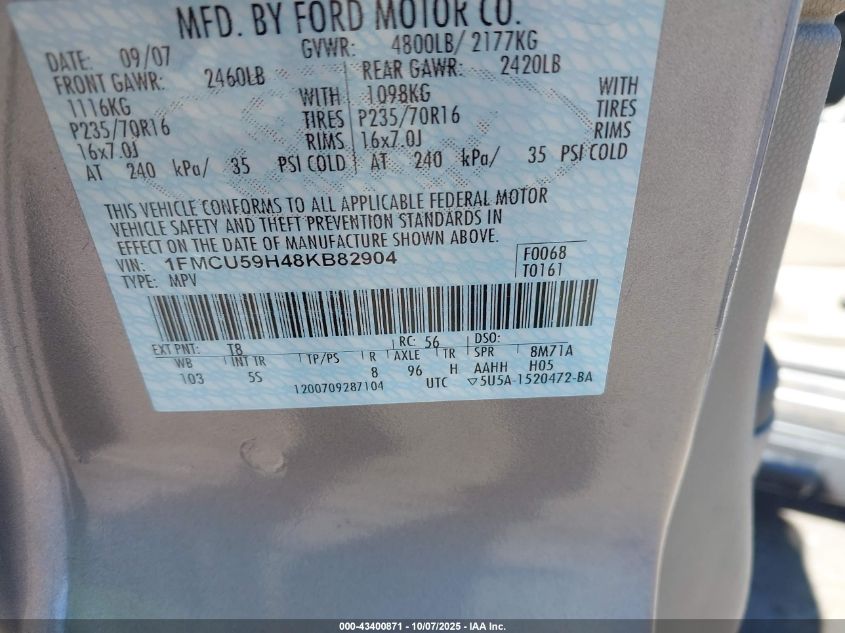 MFD. BY FORD MOTOR CO.
DATE: 09/07 GVWR: 4800LB/ 2177KG
FRONT GAWR: 2460LB REAR GAWR: 2420LB
1116KG WITH 1098KG WITH
P235/70R16 TIRES P235/70R16 TIRES
16x7.0J RIMS 16x7.0J RIMS
AT 240 kPa/ 35 PSI COLD AT 240 kPa/ 35 PSI COLD
THIS VEHICLE CONFORMS TO ALL APPLICABLE FEDERAL MOTOR
VEHICLE SAFETY AND THEFT PREVENTION STANDARDS IN
EFFECT ON THE DATE OF MANUFACTURE SHOWN ABOVE.
VIN: 1FMCU59H48KB82904 F0068
TYPE: MPV T0161
EXT PNT: T8 RC: 56 DSO:
WB INT TR TP/PS R AXLE TR SPR 8M71A
103 5S 8 96 H AAHH H05
1200709287104 UTC ▽5U5A-1520472-BA
000-43400871 | 10/07/2025 | IAA Inc.